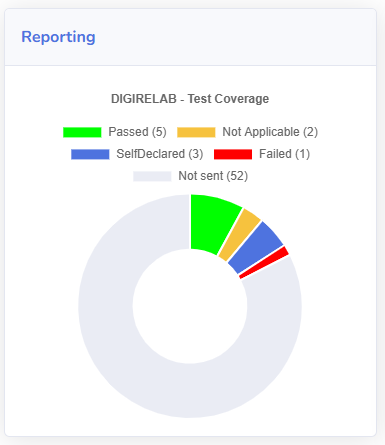 Reporting
DIGIRELAB - Test Coverage
Passed (5) Not Applicable (2)
SelfDeclared (3) Failed (1)
Not sent (52)